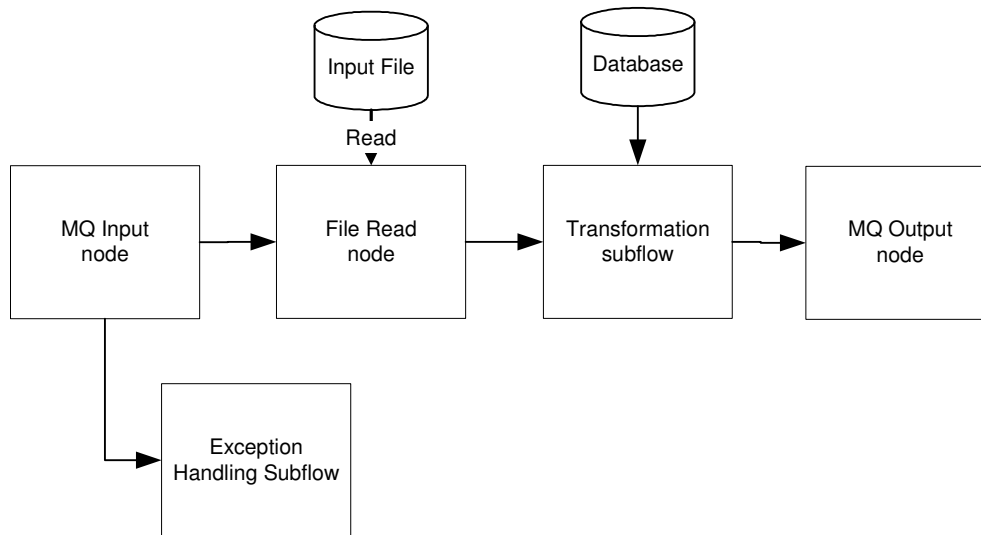 Input File
Database
Read
MQ Input
node
File Read
node
Transformation
subflow
MQ Output
node
Exception
Handling Subflow